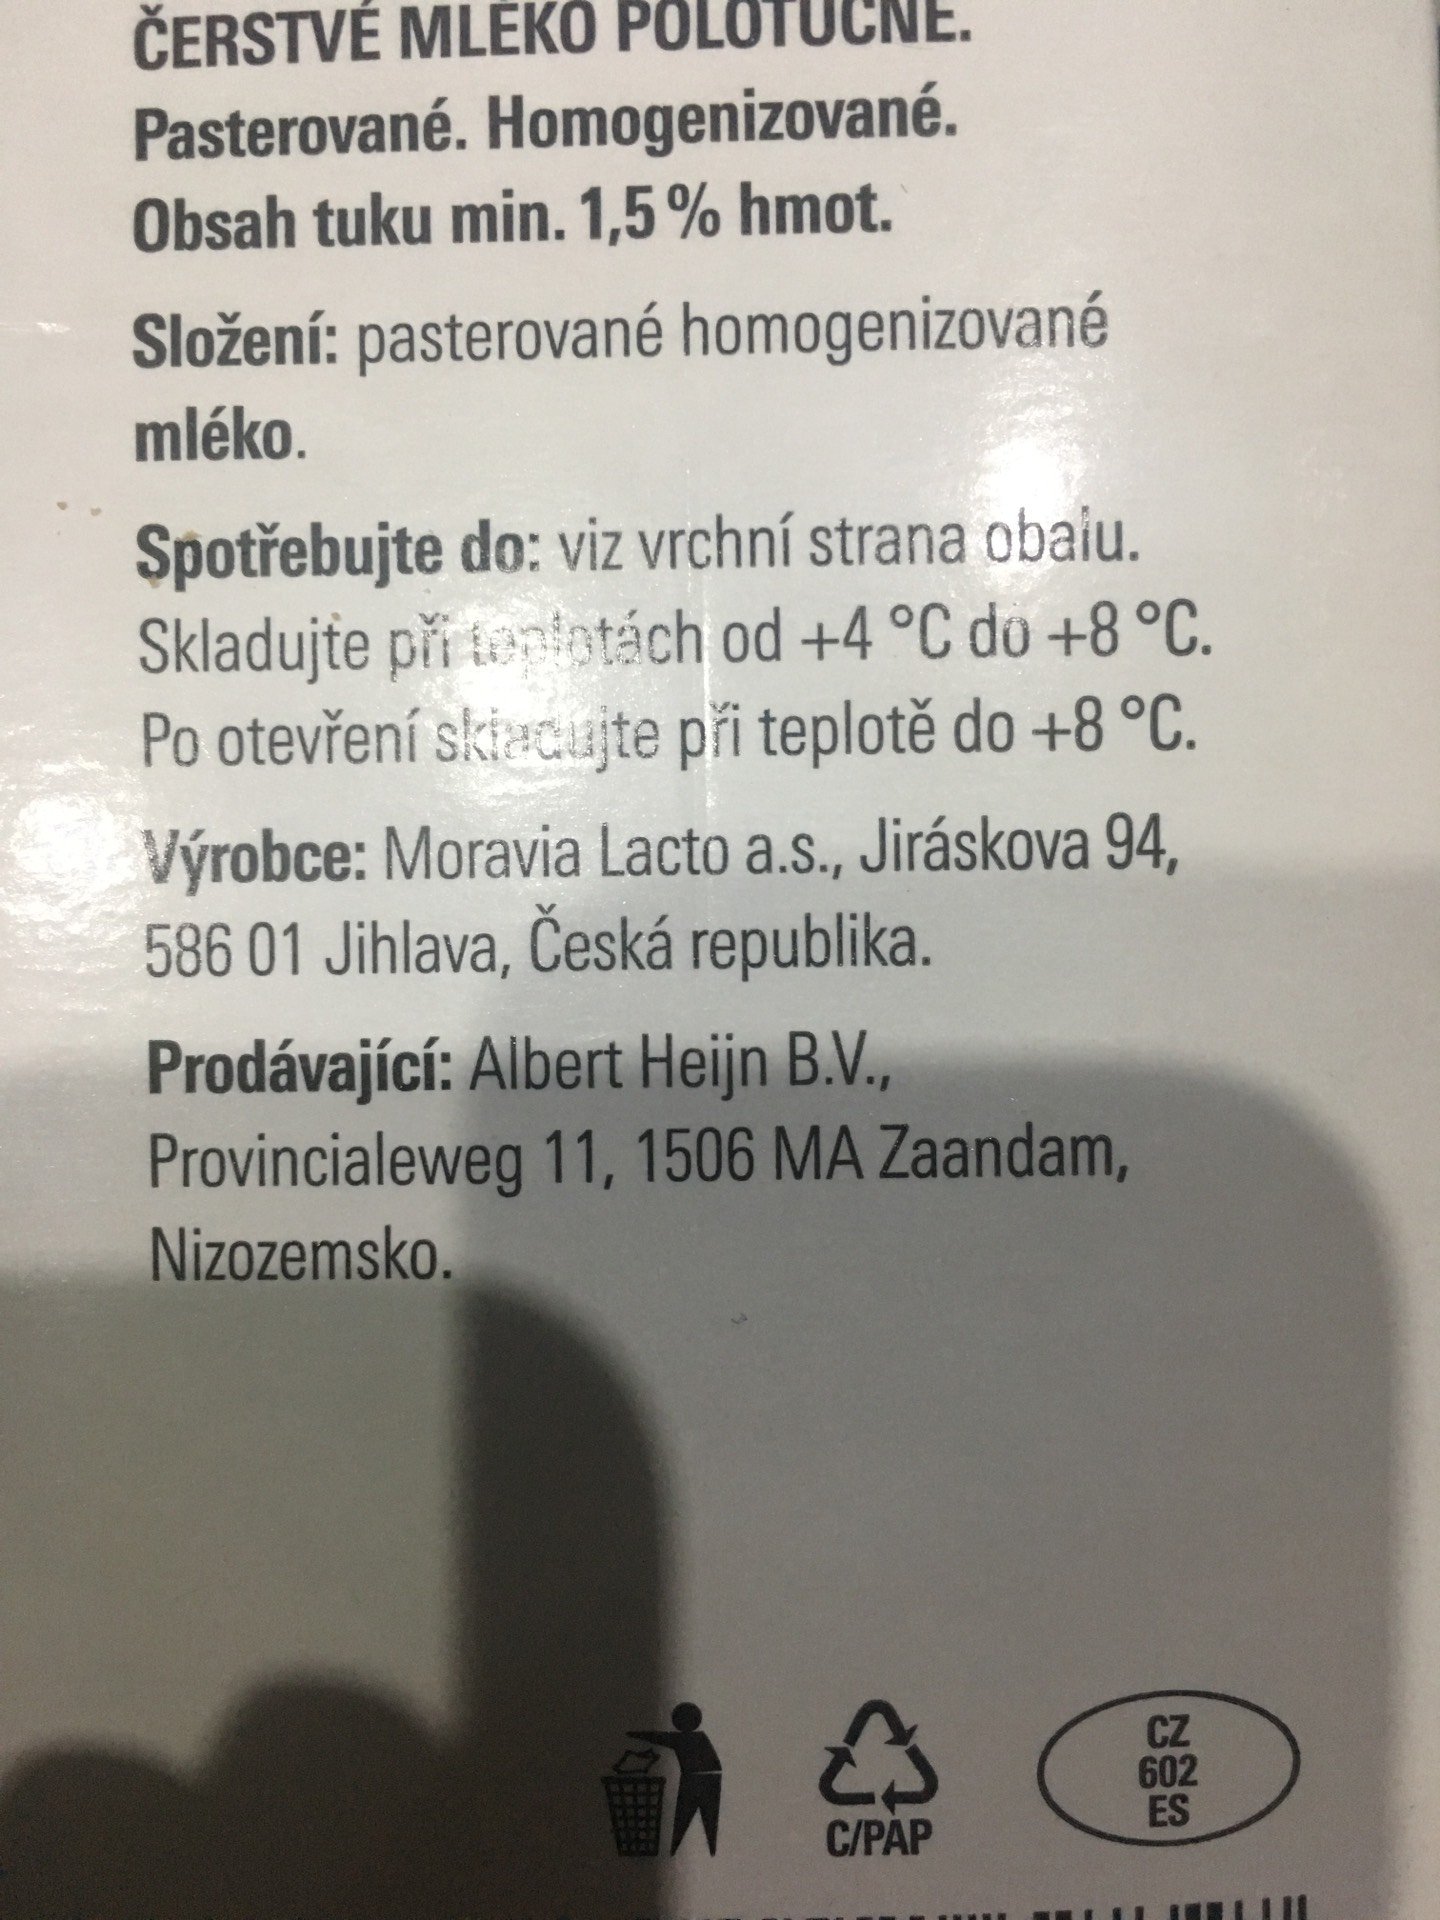 ČERSTVÉ MLÉKO POLOTUČNÉ.
Pasterované. Homogenizované.
Obsah tuku min. 1,5 % hmot.
Složení: pasterované homogenizované
mléko.
Spotřebujte do: viz vrchní strana obalu.
Skladujte při teplotách od +4 °C do +8 °C.
Po otevření skladujte při teplotě do +8 °C.
Výrobce: Moravia Lacto a.s., Jiráskova 94,
586 01 Jihlava, Česká republika.
Prodávající: Albert Heijn B.V.,
Provincialeweg 11, 1506 MA Zaandam,
Nizozemsko.
C/PAP
CZ
602
ES